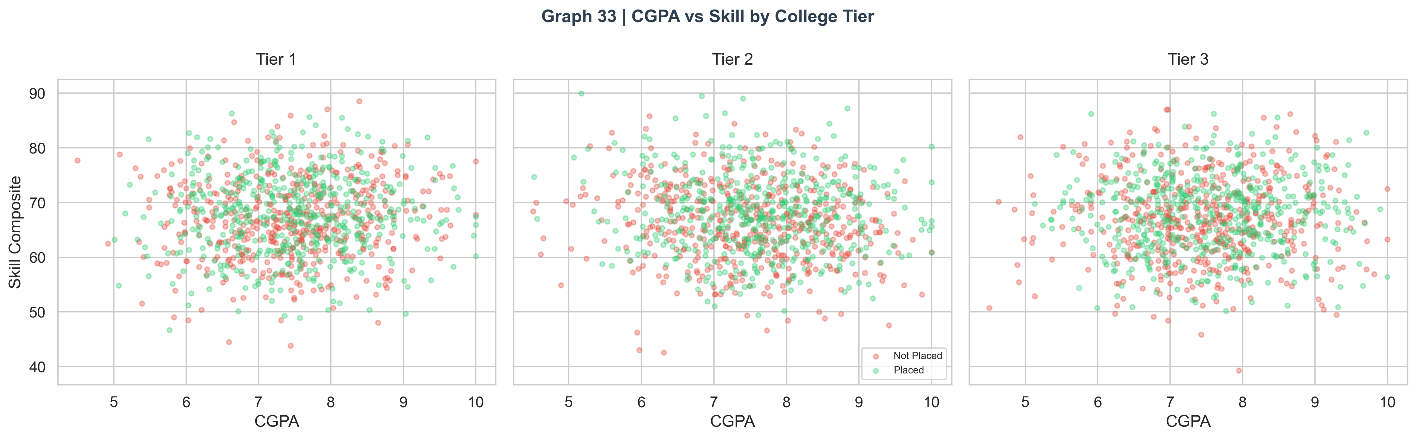 Graph 33 | CGPA vs Skill by College Tier
Tier 1
Tier 2
Tier 3
Skill Composite
90
80
70
60
50
40
5 6 7 8 9 10
5 6 7 8 9 10
5 6 7 8 9 10
CGPA
CGPA
CGPA
Not Placed
Placed